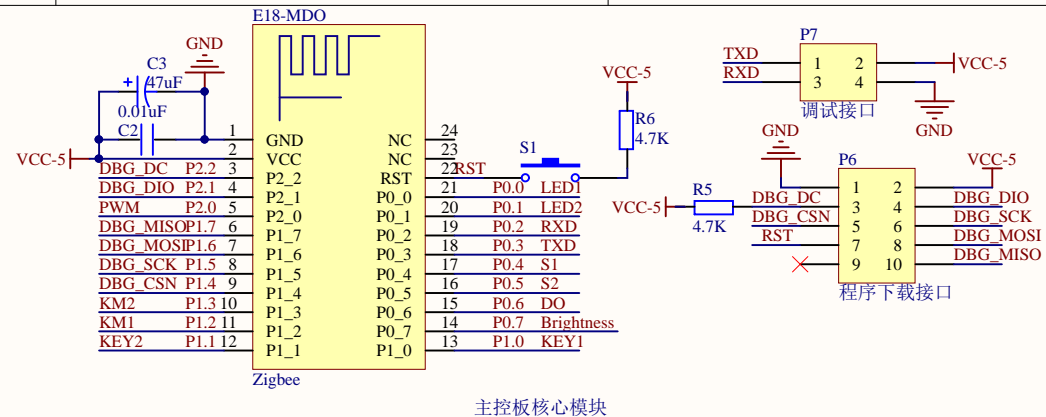 E18-MDO
GND
C3
+
47uF
0.01uF
C2
VCC-5
1 GND
2 VCC
DBG_DC P2.2 3 P2_2
DBG_DIO P2.1 4 P2_1
PWM P2.0 5 P2_0
DBG_MISO P1.7 6 P1_7
DBG_MOSI P1.6 7 P1_6
DBG_SCK P1.5 8 P1_5
DBG_CSN P1.4 9 P1_4
KM2 P1.3 10 P1_3
KM1 P1.2 11 P1_2
KEY2 P1.1 12 P1_1
NC 24
NC 23
RST 22 RST
P0_0 21 P0.0 LED1
P0_1 20 P0.1 LED2
P0_2 19 P0.2 RXD
P0_3 18 P0.3 TXD
P0_4 17 P0.4 S1
P0_5 16 P0.5 S2
P0_6 15 P0.6 DO
P0_7 14 P0.7 Brightness
P1_0 13 P1.0 KEY1
Zigbee
S1
VCC-5
R6
4.7K
P7
TXD 1 2 VCC-5
RXD 3 4
调试接口
GND
GND
P6
VCC-5
1 2
VCC-5 R5 DBG_DC 3 4 DBG_DIO
4.7K
DBG_CSN 5 6 DBG_SCK
RST 7 8 DBG_MOSI
9 10 DBG_MISO
程序下载接口
主控板核心模块